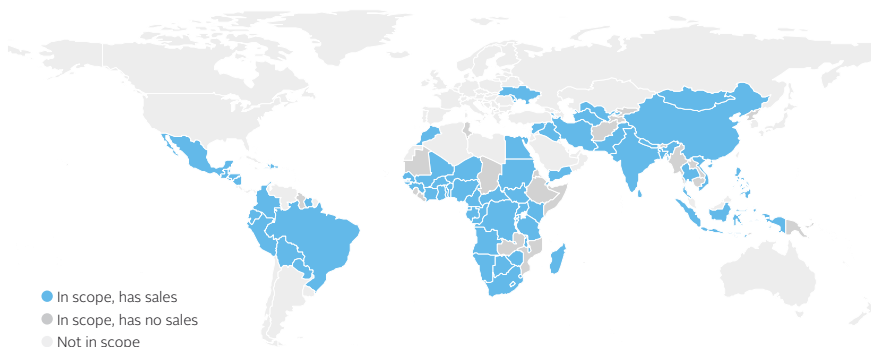 In scope, has sales
In scope, has no sales
Not in scope